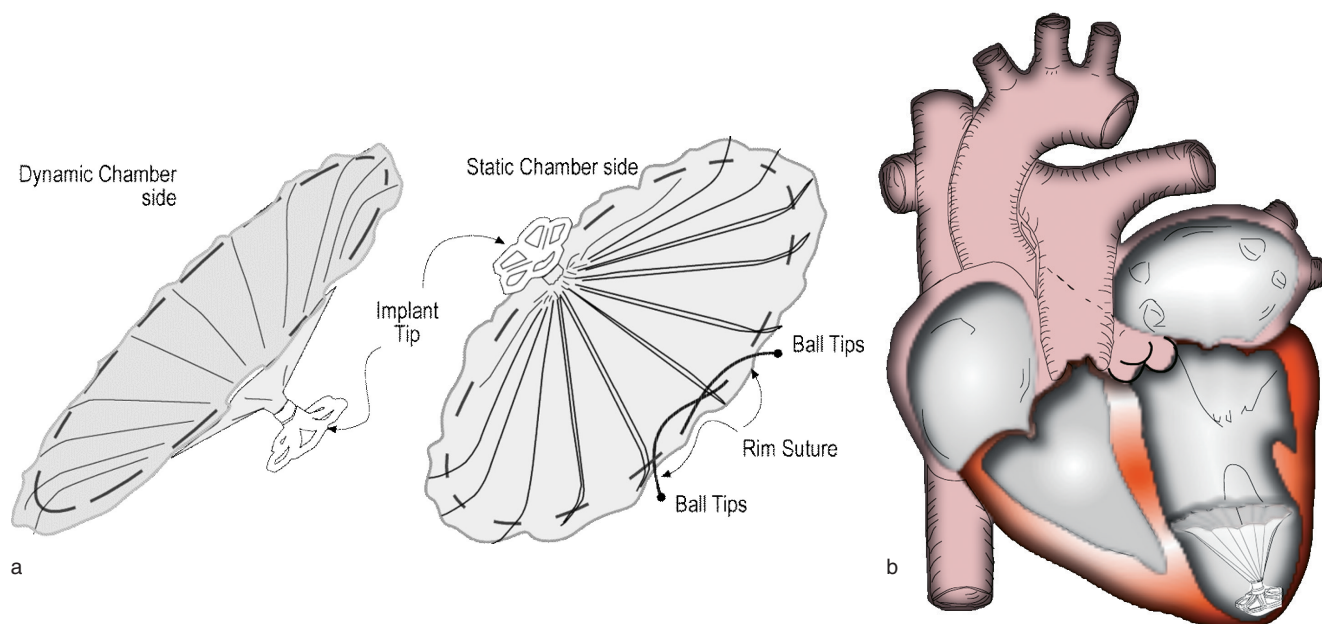 Dynamic Chamber
side
Static Chamber side
Implant
Tip
Ball Tips
Rim Suture
Ball Tips
a
b